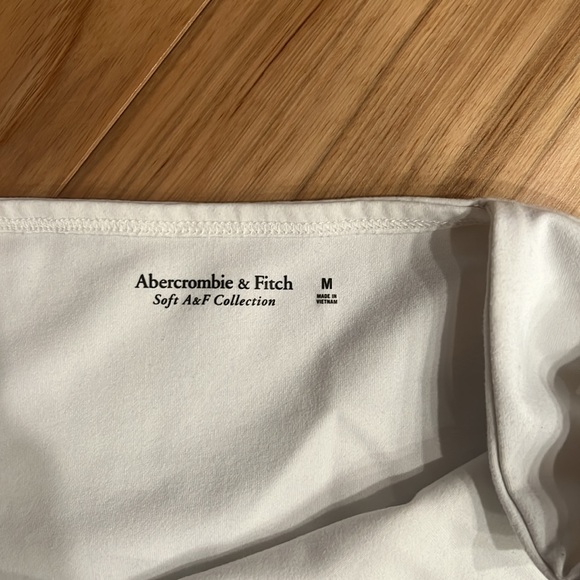 Abercrombie & Fitch
Soft A&F Collection
M
MADE IN
VIETNAM